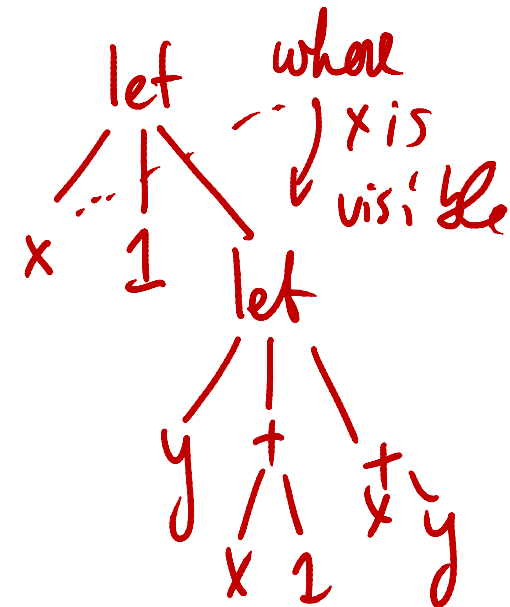 let
where
x is
visible
x 1
let
y +
+
x y
x 1